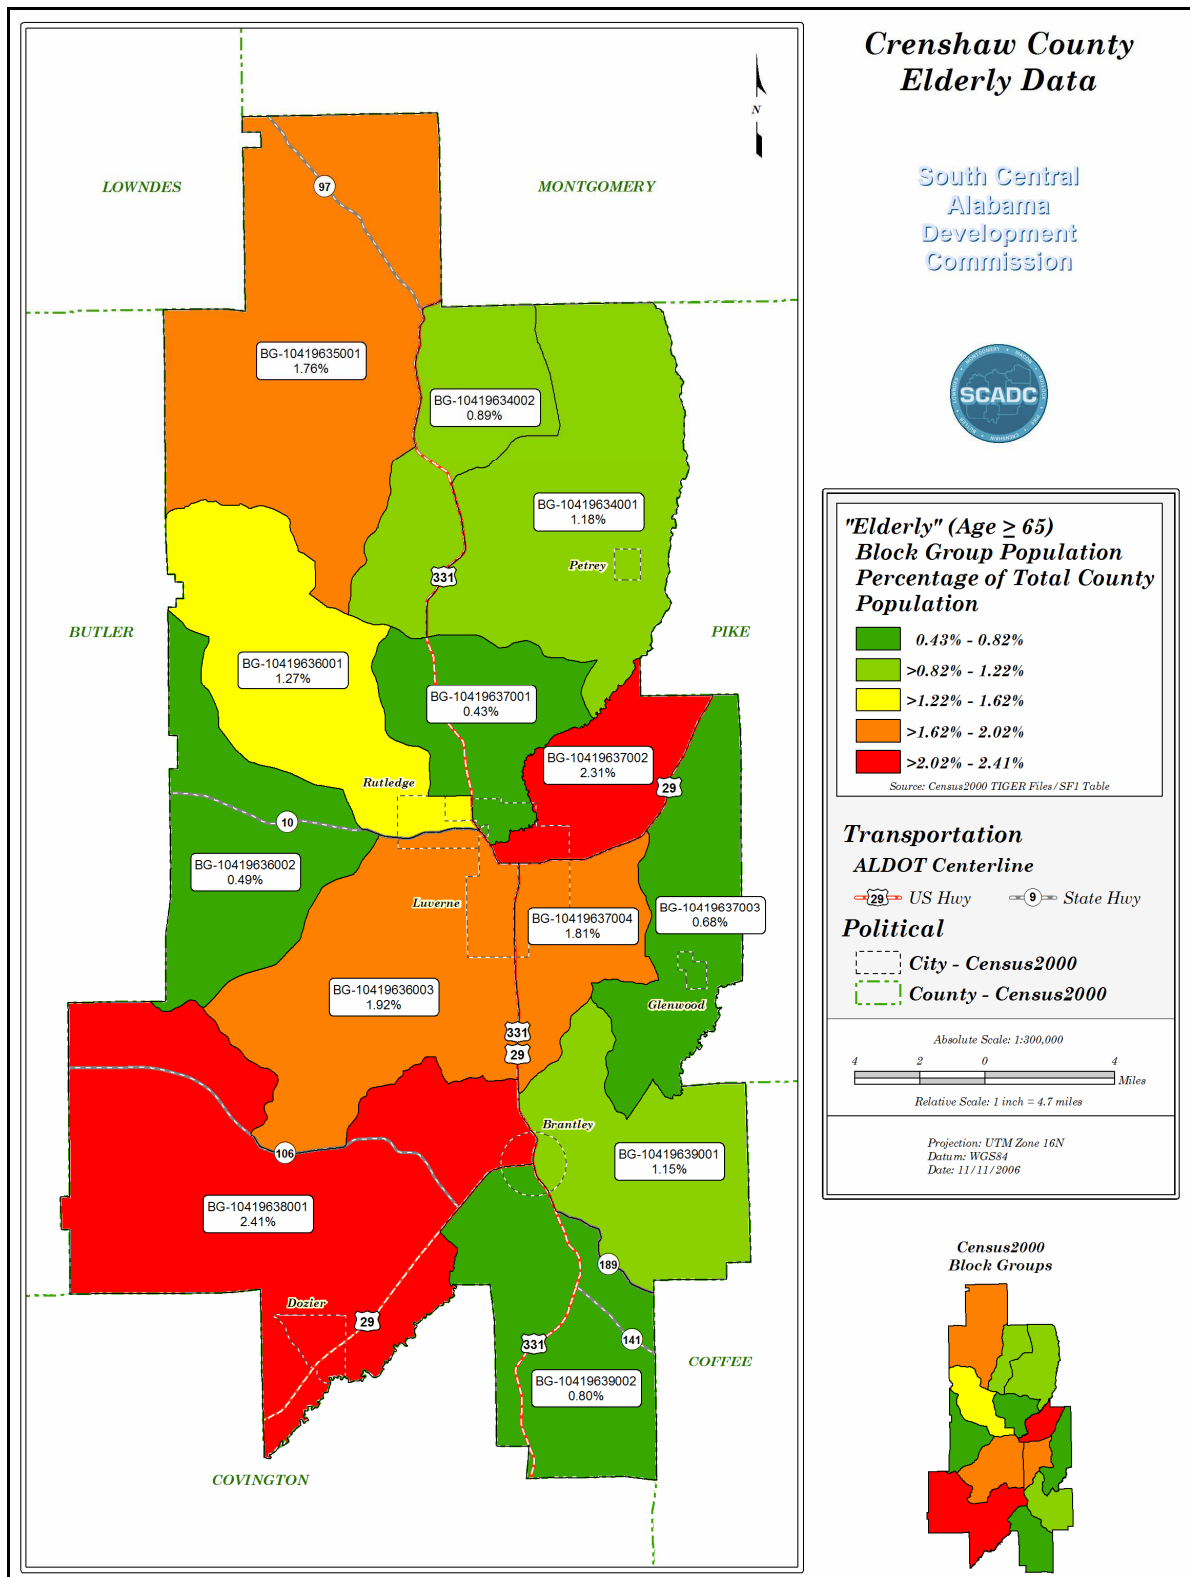 Crenshaw County
Elderly Data
South Central
Alabama
Development
Commission
SCADC
N
LOWNDES
MONTGOMERY
97
BG-10419635001
1.76%
BG-10419634002
0.89%
BG-10419634001
1.18%
Petrey
331
BUTLER
PIKE
BG-10419636001
1.27%
BG-10419637001
0.43%
BG-10419637002
2.31%
Rutledge
29
10
BG-10419636002
0.49%
Luverne
BG-10419637004
1.81%
BG-10419637003
0.68%
BG-10419636003
1.92%
Glenwood
331
29
Brantley
106
BG-10419639001
1.15%
BG-10419638001
2.41%
189
Dozier
29
331
141
COFFEE
BG-10419639002
0.80%
COVINGTON
"Elderly" (Age ≥ 65)
Block Group Population
Percentage of Total County
Population
0.43% - 0.82%
>0.82% - 1.22%
>1.22% - 1.62%
>1.62% - 2.02%
>2.02% - 2.41%
Source: Census2000 TIGER Files/SF1 Table
Transportation
ALDOT Centerline
29 US Hwy 9 State Hwy
Political
City - Census2000
County - Census2000
Absolute Scale: 1:300,000
4 2 0 4
Miles
Relative Scale: 1 inch = 4.7 miles
Projection: UTM Zone 16N
Datum: WGS84
Date: 11/11/2006
Census2000
Block Groups